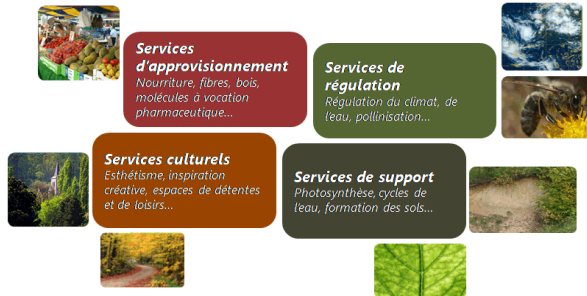 Services
d'approvisionnement
Nourriture, fibres, bois,
molécules à vocation
pharmaceutique...
Services de
régulation
Régulation du climat, de
l'eau, pollinisation...
Services culturels
Esthétisme, inspiration
créative, espaces de détentes
et de loisirs...
Services de support
Photosynthèse, cycles de
l'eau, formation des sols...